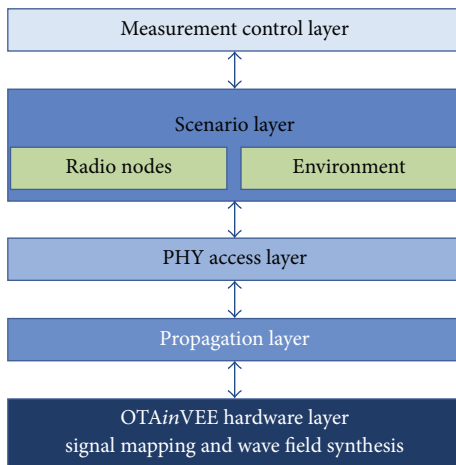 Measurement control layer
Scenario layer
Radio nodes
Environment
PHY access layer
Propagation layer
OTAinVEE hardware layer
signal mapping and wave field synthesis